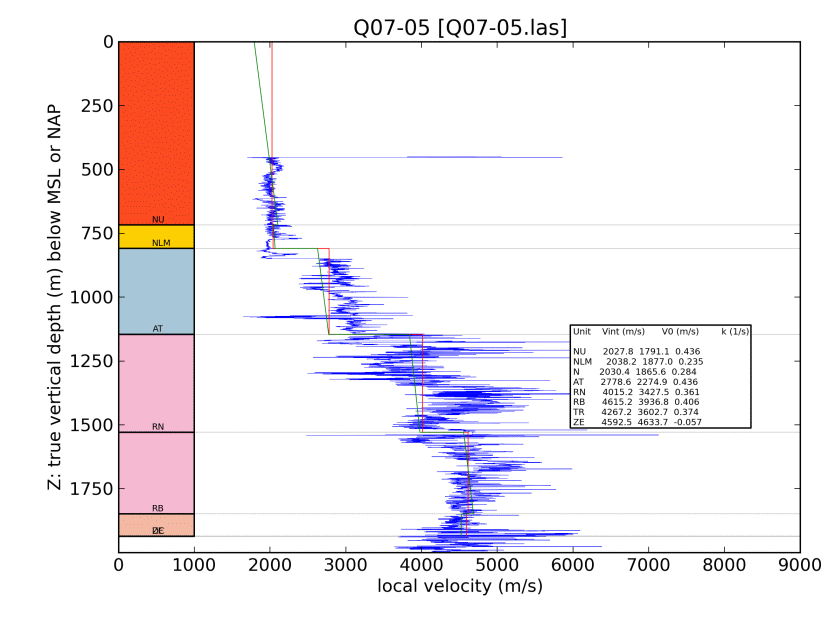 Q07-05 [Q07-05.las]
Z: true vertical depth (m) below MSL or NAP
0
250
500
750
1000
1250
1500
1750
NU
NLM
AT
RN
RB
Unit Vint (m/s) V0 (m/s) k (1/s)
NU 2027.8 1791.1 0.436
NLM 2038.2 1877.0 0.235
N 2030.4 1865.6 0.284
AT 2778.6 2274.9 0.436
RN 4015.2 3427.5 0.361
RB 4615.2 3936.8 0.406
TR 4267.2 3602.7 0.374
ZE 4592.5 4633.7 -0.057
0 1000 2000 3000 4000 5000 6000 7000 8000 9000
local velocity (m/s)